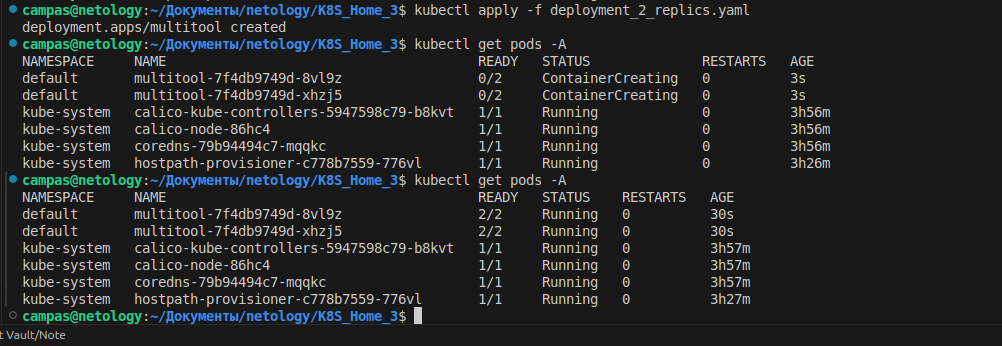 campas@netology:~/Документы/netology/K8S_Home_3$ kubectl apply -f deployment_2_replics.yaml
deployment.apps/multitool created
campas@netology:~/Документы/netology/K8S_Home_3$ kubectl get pods -A
NAMESPACE NAME READY STATUS RESTARTS AGE
default multitool-7f4db9749d-8vl9z 0/2 ContainerCreating 0 3s
default multitool-7f4db9749d-xhzj5 0/2 ContainerCreating 0 3s
kube-system calico-kube-controllers-5947598c79-b8kvt 1/1 Running 0 3h56m
kube-system calico-node-86hc4 1/1 Running 0 3h56m
kube-system coredns-79b94494c7-mqqkc 1/1 Running 0 3h56m
kube-system hostpath-provisioner-c778b7559-776vl 1/1 Running 0 3h26m
campas@netology:~/Документы/netology/K8S_Home_3$ kubectl get pods -A
NAMESPACE NAME READY STATUS RESTARTS AGE
default multitool-7f4db9749d-8vl9z 2/2 Running 0 30s
default multitool-7f4db9749d-xhzj5 2/2 Running 0 30s
kube-system calico-kube-controllers-5947598c79-b8kvt 1/1 Running 0 3h57m
kube-system calico-node-86hc4 1/1 Running 0 3h57m
kube-system coredns-79b94494c7-mqqkc 1/1 Running 0 3h57m
kube-system hostpath-provisioner-c778b7559-776vl 1/1 Running 0 3h27m
campas@netology:~/Документы/netology/K8S_Home_3$
t Vault/Note